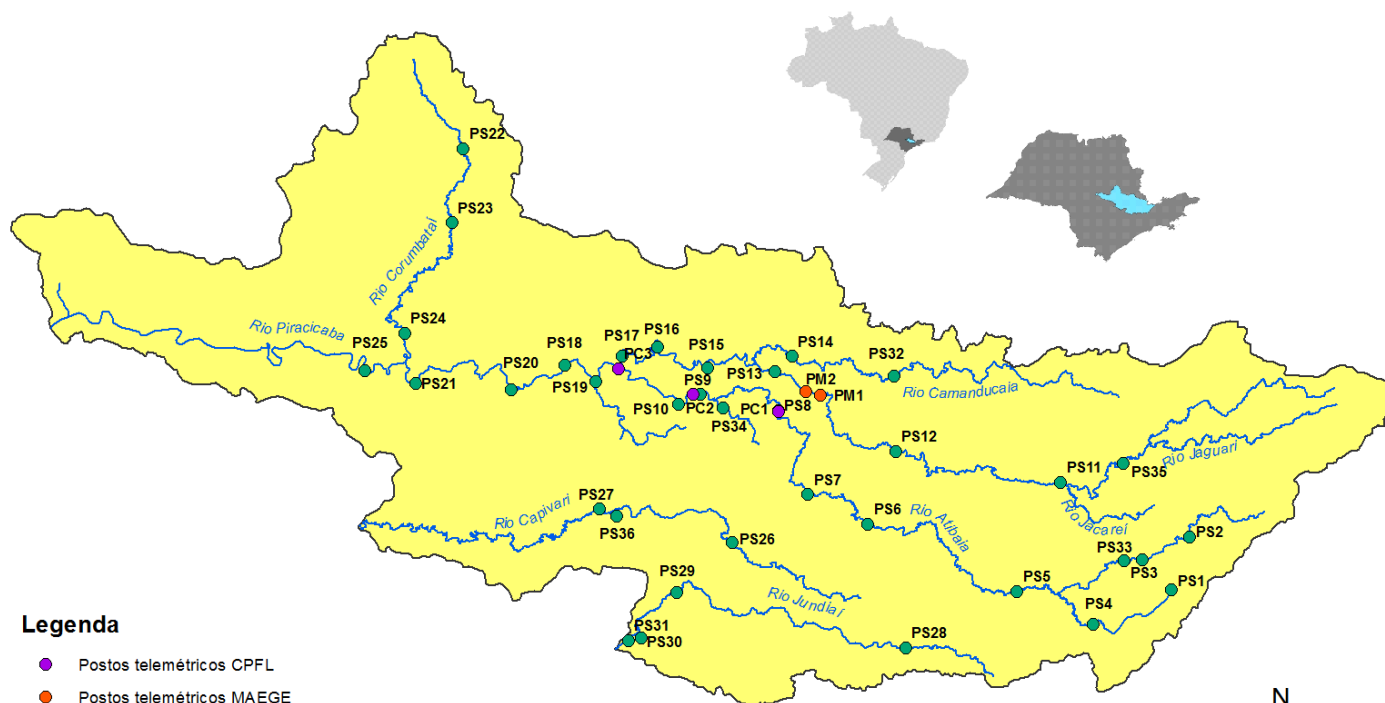 PS22
PS23
Rio Corumbataí
PS24
Rio Piracicaba
PS25
PS21
PS20
PS18
PS19
PS17
PC3
PS16
PS15
PS14
PS13
PS32
Rio Camanducaia
PM2
PM1
PS9
PS10
PC2
PS34
PC1
PS8
PS12
PS11
PS35
Rio Jaguari
Rio Jacareí
PS7
PS6
Rio Atibaia
PS27
Rio Capivari
PS36
PS26
PS2
PS33
PS3
PS1
PS5
PS4
PS29
Rio Jundiaí
PS28
PS31
PS30
Legenda
Postos telemétricos CPFL
Postos telemétricos MAEGE
N